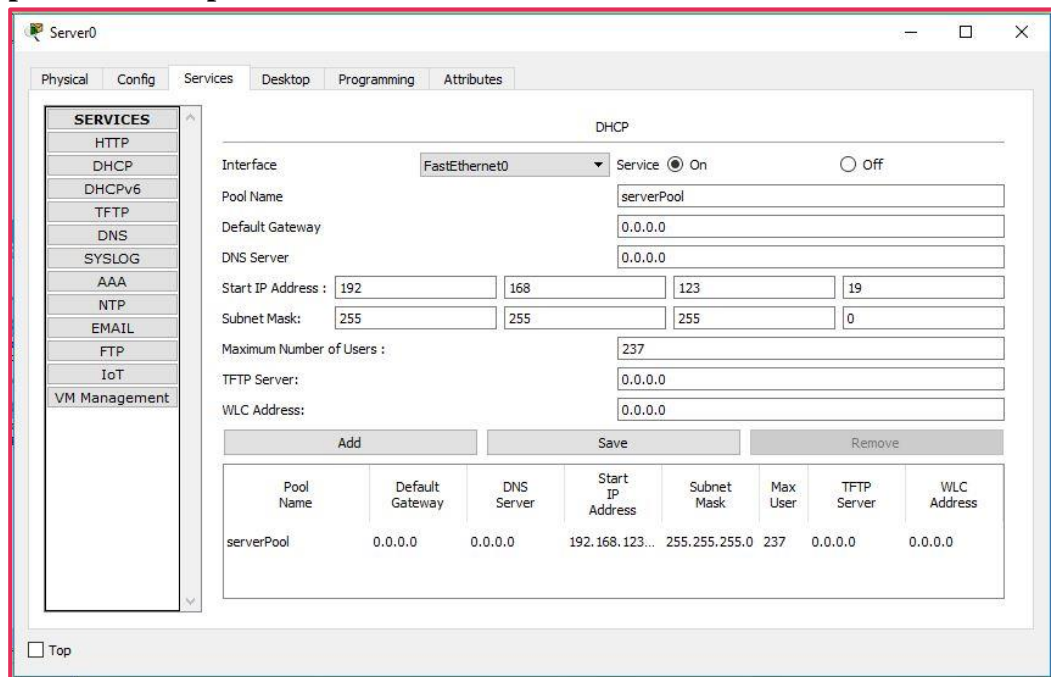 Server0
Physical Config Services Desktop Programming Attributes
SERVICES
HTTP
DHCP
DHCPv6
TFTP
DNS
SYSLOG
AAA
NTP
EMAIL
FTP
IoT
VM Management
DHCP
Interface FastEthernet0 Service On Off
Pool Name serverPool
Default Gateway 0.0.0.0
DNS Server 0.0.0.0
Start IP Address : 192 168 123 19
Subnet Mask: 255 255 255 0
Maximum Number of Users : 237
TFTP Server: 0.0.0.0
WLC Address: 0.0.0.0
Add Save Remove
Pool Name Default Gateway DNS Server Start IP Address Subnet Mask Max User TFTP Server WLC Address
serverPool 0.0.0.0 0.0.0.0 192.168.123... 255.255.255.0 237 0.0.0.0 0.0.0.0
Top